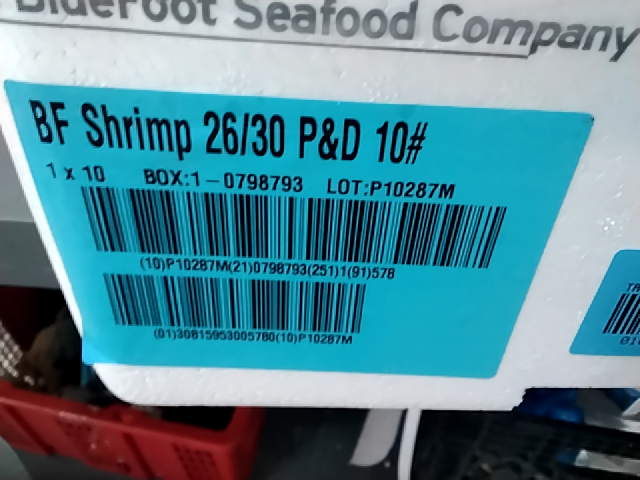 BlueFoot Seafood Company
BF Shrimp 26/30 P&D 10#
1 x 10 BOX:1-0798793 LOT:P10287M
(10)P10287M(21)0798793(251)1(91)578
(01)30815953005780(10)P10287M